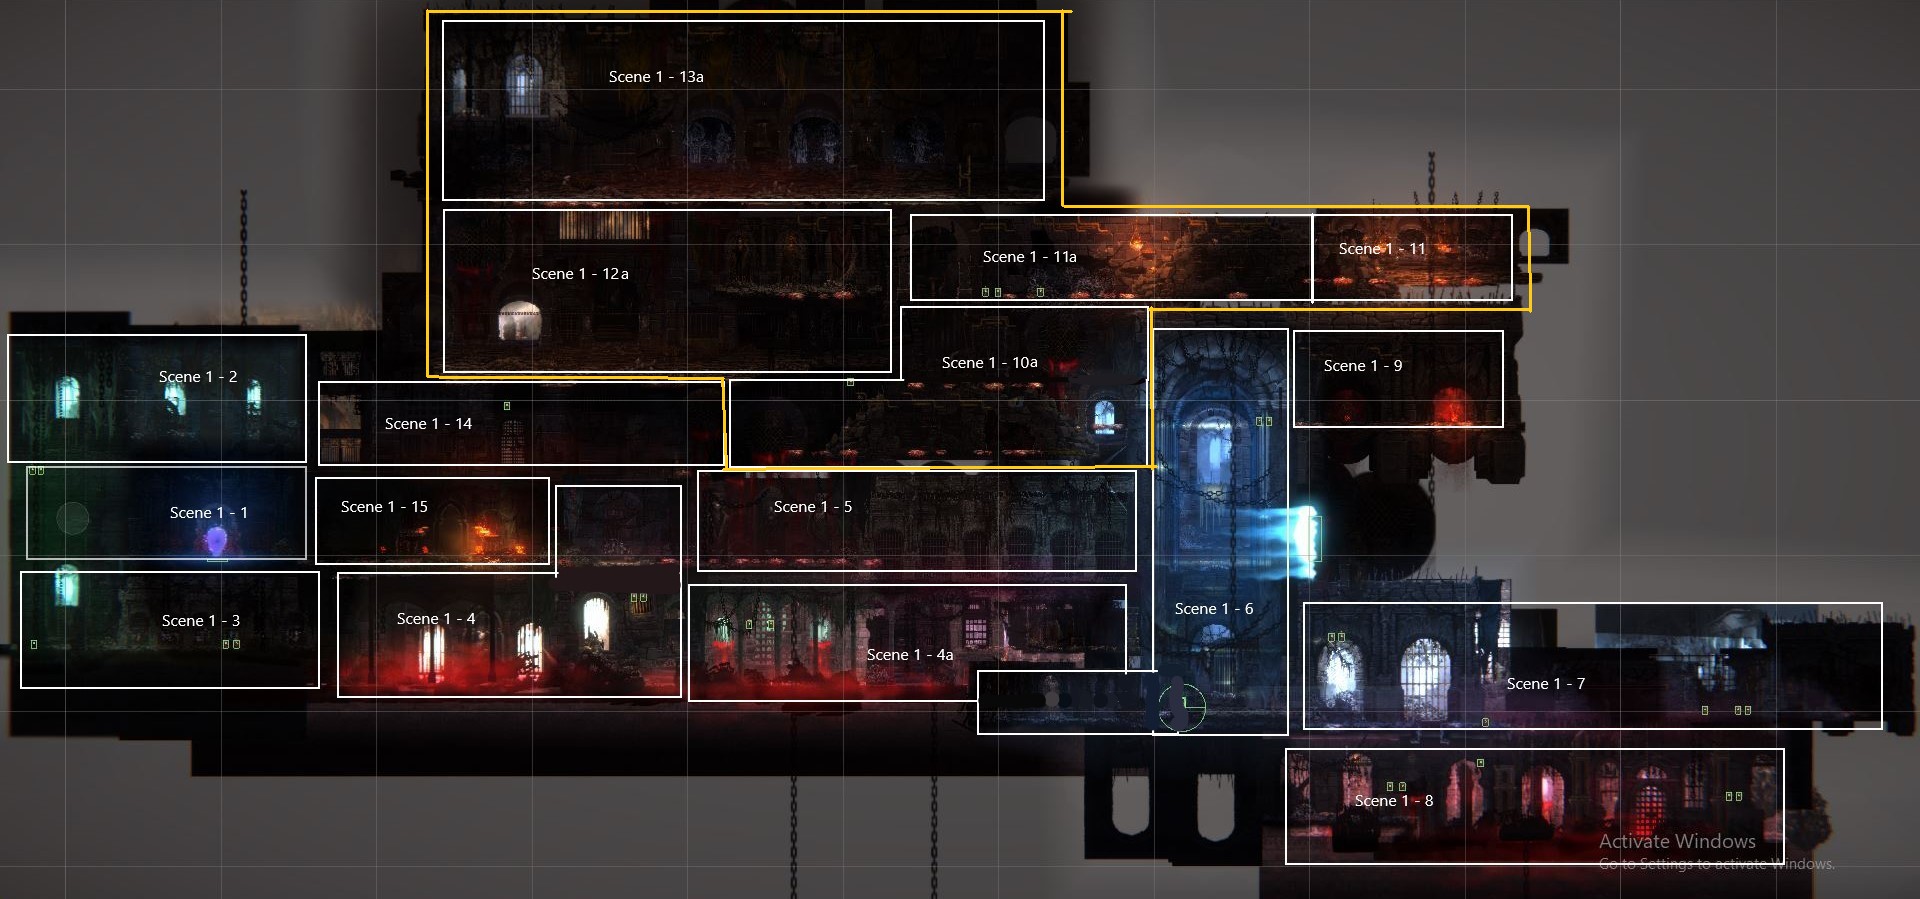 Scene 1 - 13a
Scene 1 - 12a
Scene 1 - 11a
Scene 1 - 11
Scene 1 - 10a
Scene 1 - 9
Scene 1 - 2
Scene 1 - 14
Scene 1 - 1
Scene 1 - 15
Scene 1 - 5
Scene 1 - 3
Scene 1 - 4
Scene 1 - 4a
Scene 1 - 6
Scene 1 - 7
Scene 1 - 8
Activate Windows
Go to Settings to activate Windows.